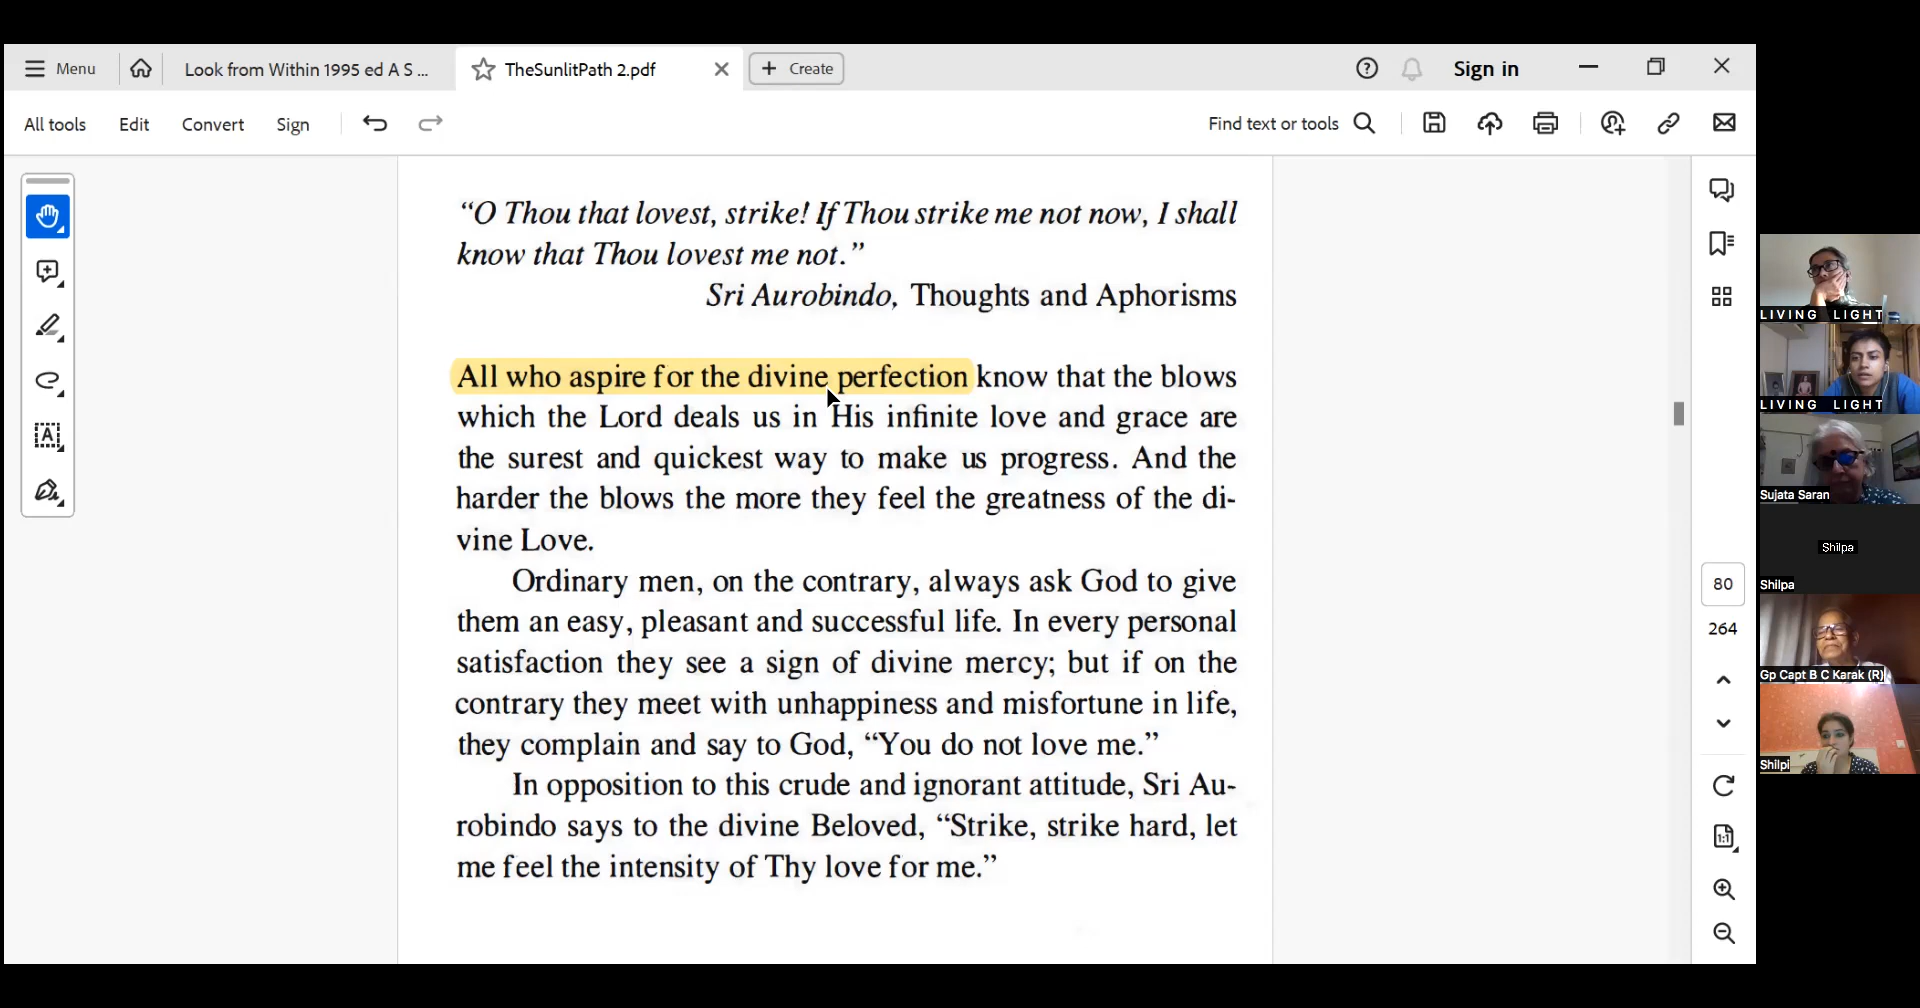 Menu
Look from Within 1995 ed A S ...
TheSunlitPath 2.pdf
Create
Sign in
All tools
Edit
Convert
Sign
Find text or tools
“O Thou that lovest, strike! If Thou strike me not now, I shall
know that Thou lovest me not.”
Sri Aurobindo, Thoughts and Aphorisms
All who aspire for the divine perfection know that the blows
which the Lord deals us in His infinite love and grace are
the surest and quickest way to make us progress. And the
harder the blows the more they feel the greatness of the di-
vine Love.
Ordinary men, on the contrary, always ask God to give
them an easy, pleasant and successful life. In every personal
satisfaction they see a sign of divine mercy; but if on the
contrary they meet with unhappiness and misfortune in life,
they complain and say to God, “You do not love me.”
In opposition to this crude and ignorant attitude, Sri Au-
robindo says to the divine Beloved, “Strike, strike hard, let
me feel the intensity of Thy love for me.”
80
264
1:1
LIVING LIGHT
LIVING LIGHT
Sujata Saran
Shilpa
Shilpa
Gp Capt B C Karak (R)
Shilpi